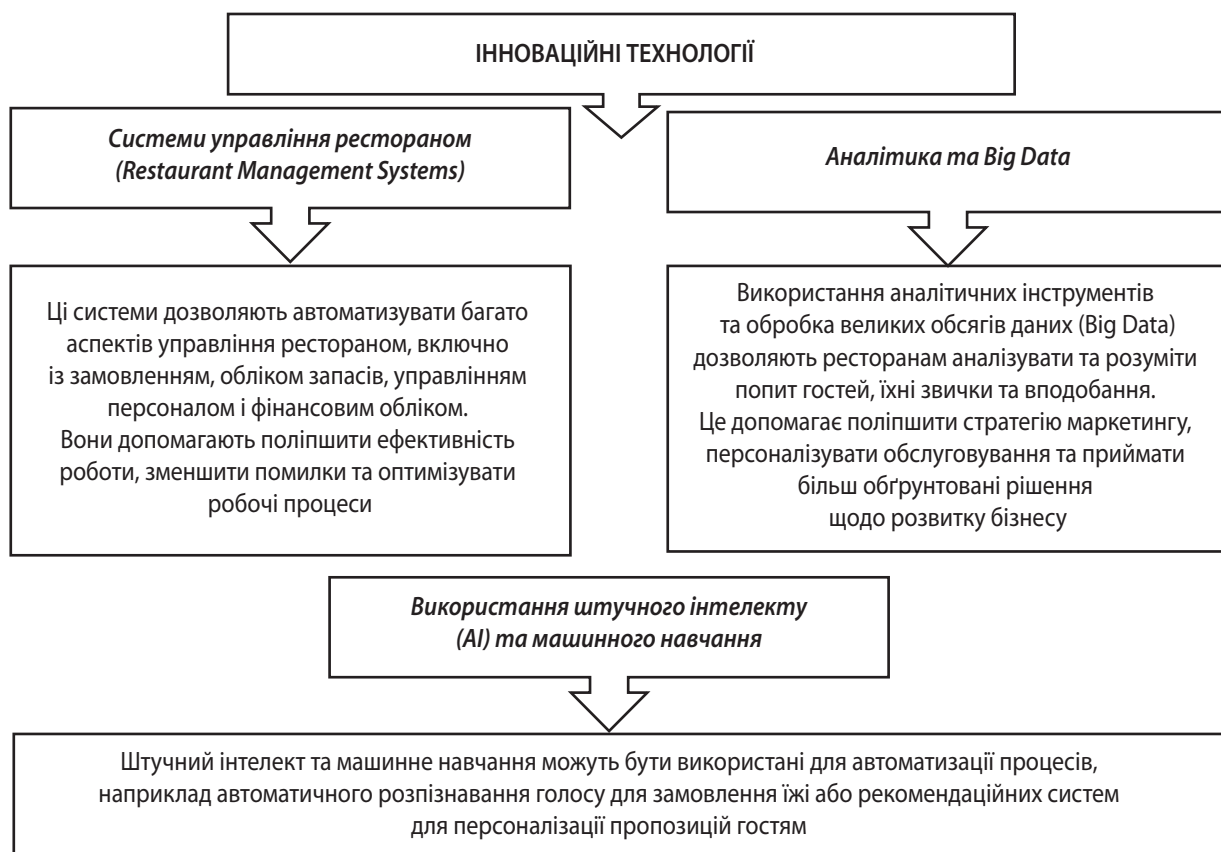 ІННОВАЦІЙНІ ТЕХНОЛОГІЇ
Системи управління рестораном
(Restaurant Management Systems)
Аналітика та Big Data
Ці системи дозволяють автоматизувати багато
аспектів управління рестораном, включно
із замовленням, обліком запасів, управлінням
персоналом і фінансовим обліком.
Вони допомагають поліпшити ефективність
роботи, зменшити помилки та оптимізувати
робочі процеси
Використання аналітичних інструментів
та обробка великих обсягів даних (Big Data)
дозволяють ресторанам аналізувати та розуміти
попит гостей, їхні звички та вподобання.
Це допомагає поліпшити стратегію маркетингу,
персоналізувати обслуговування та приймати
більш обґрунтовані рішення
щодо розвитку бізнесу
Використання штучного інтелекту
(AI) та машинного навчання
Штучний інтелект та машинне навчання можуть бути використані для автоматизації процесів,
наприклад автоматичного розпізнавання голосу для замовлення їжі або рекомендаційних систем
для персоналізації пропозицій гостям